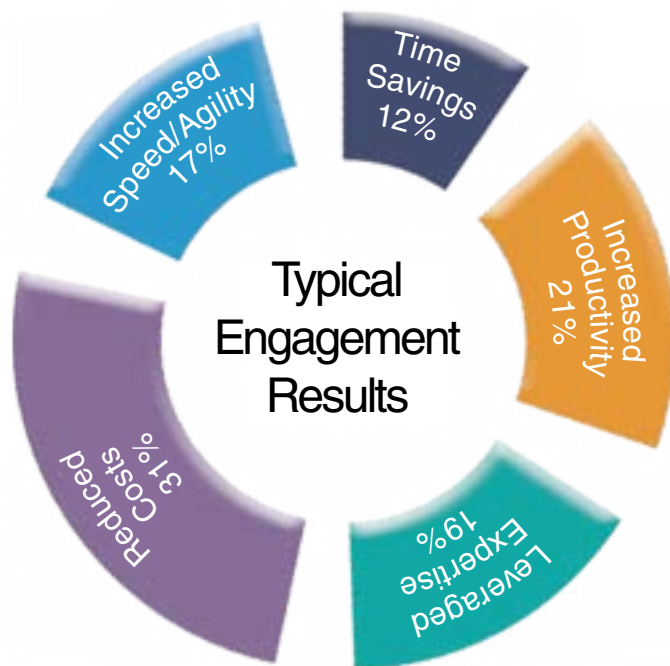 Typical
Engagement
Results
Time
Savings
12%
Increased
Productivity
21%
Leveraged
Expertise
19%
Reduced
Costs
31%
Increased
Speed/Agility
17%